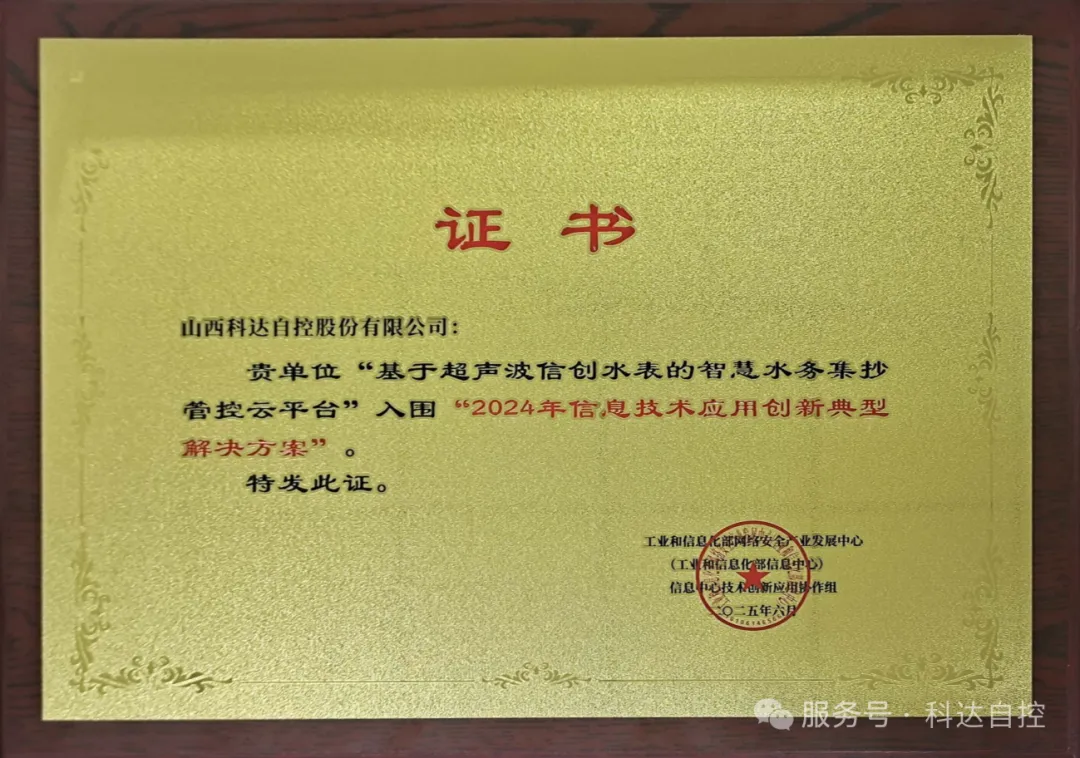 证 书
山西科达自控股份有限公司：
贵单位“基于超声波信创水表的智慧水务集抄
管控云平台”入围“2024年信息技术应用创新典型
解决方案”。
特发此证。
工业和信息化部网络安全产业发展中心
（工业和信息化部信息中心）
信息中心技术创新应用协作组
二〇二五年六月
服务号·科达自控